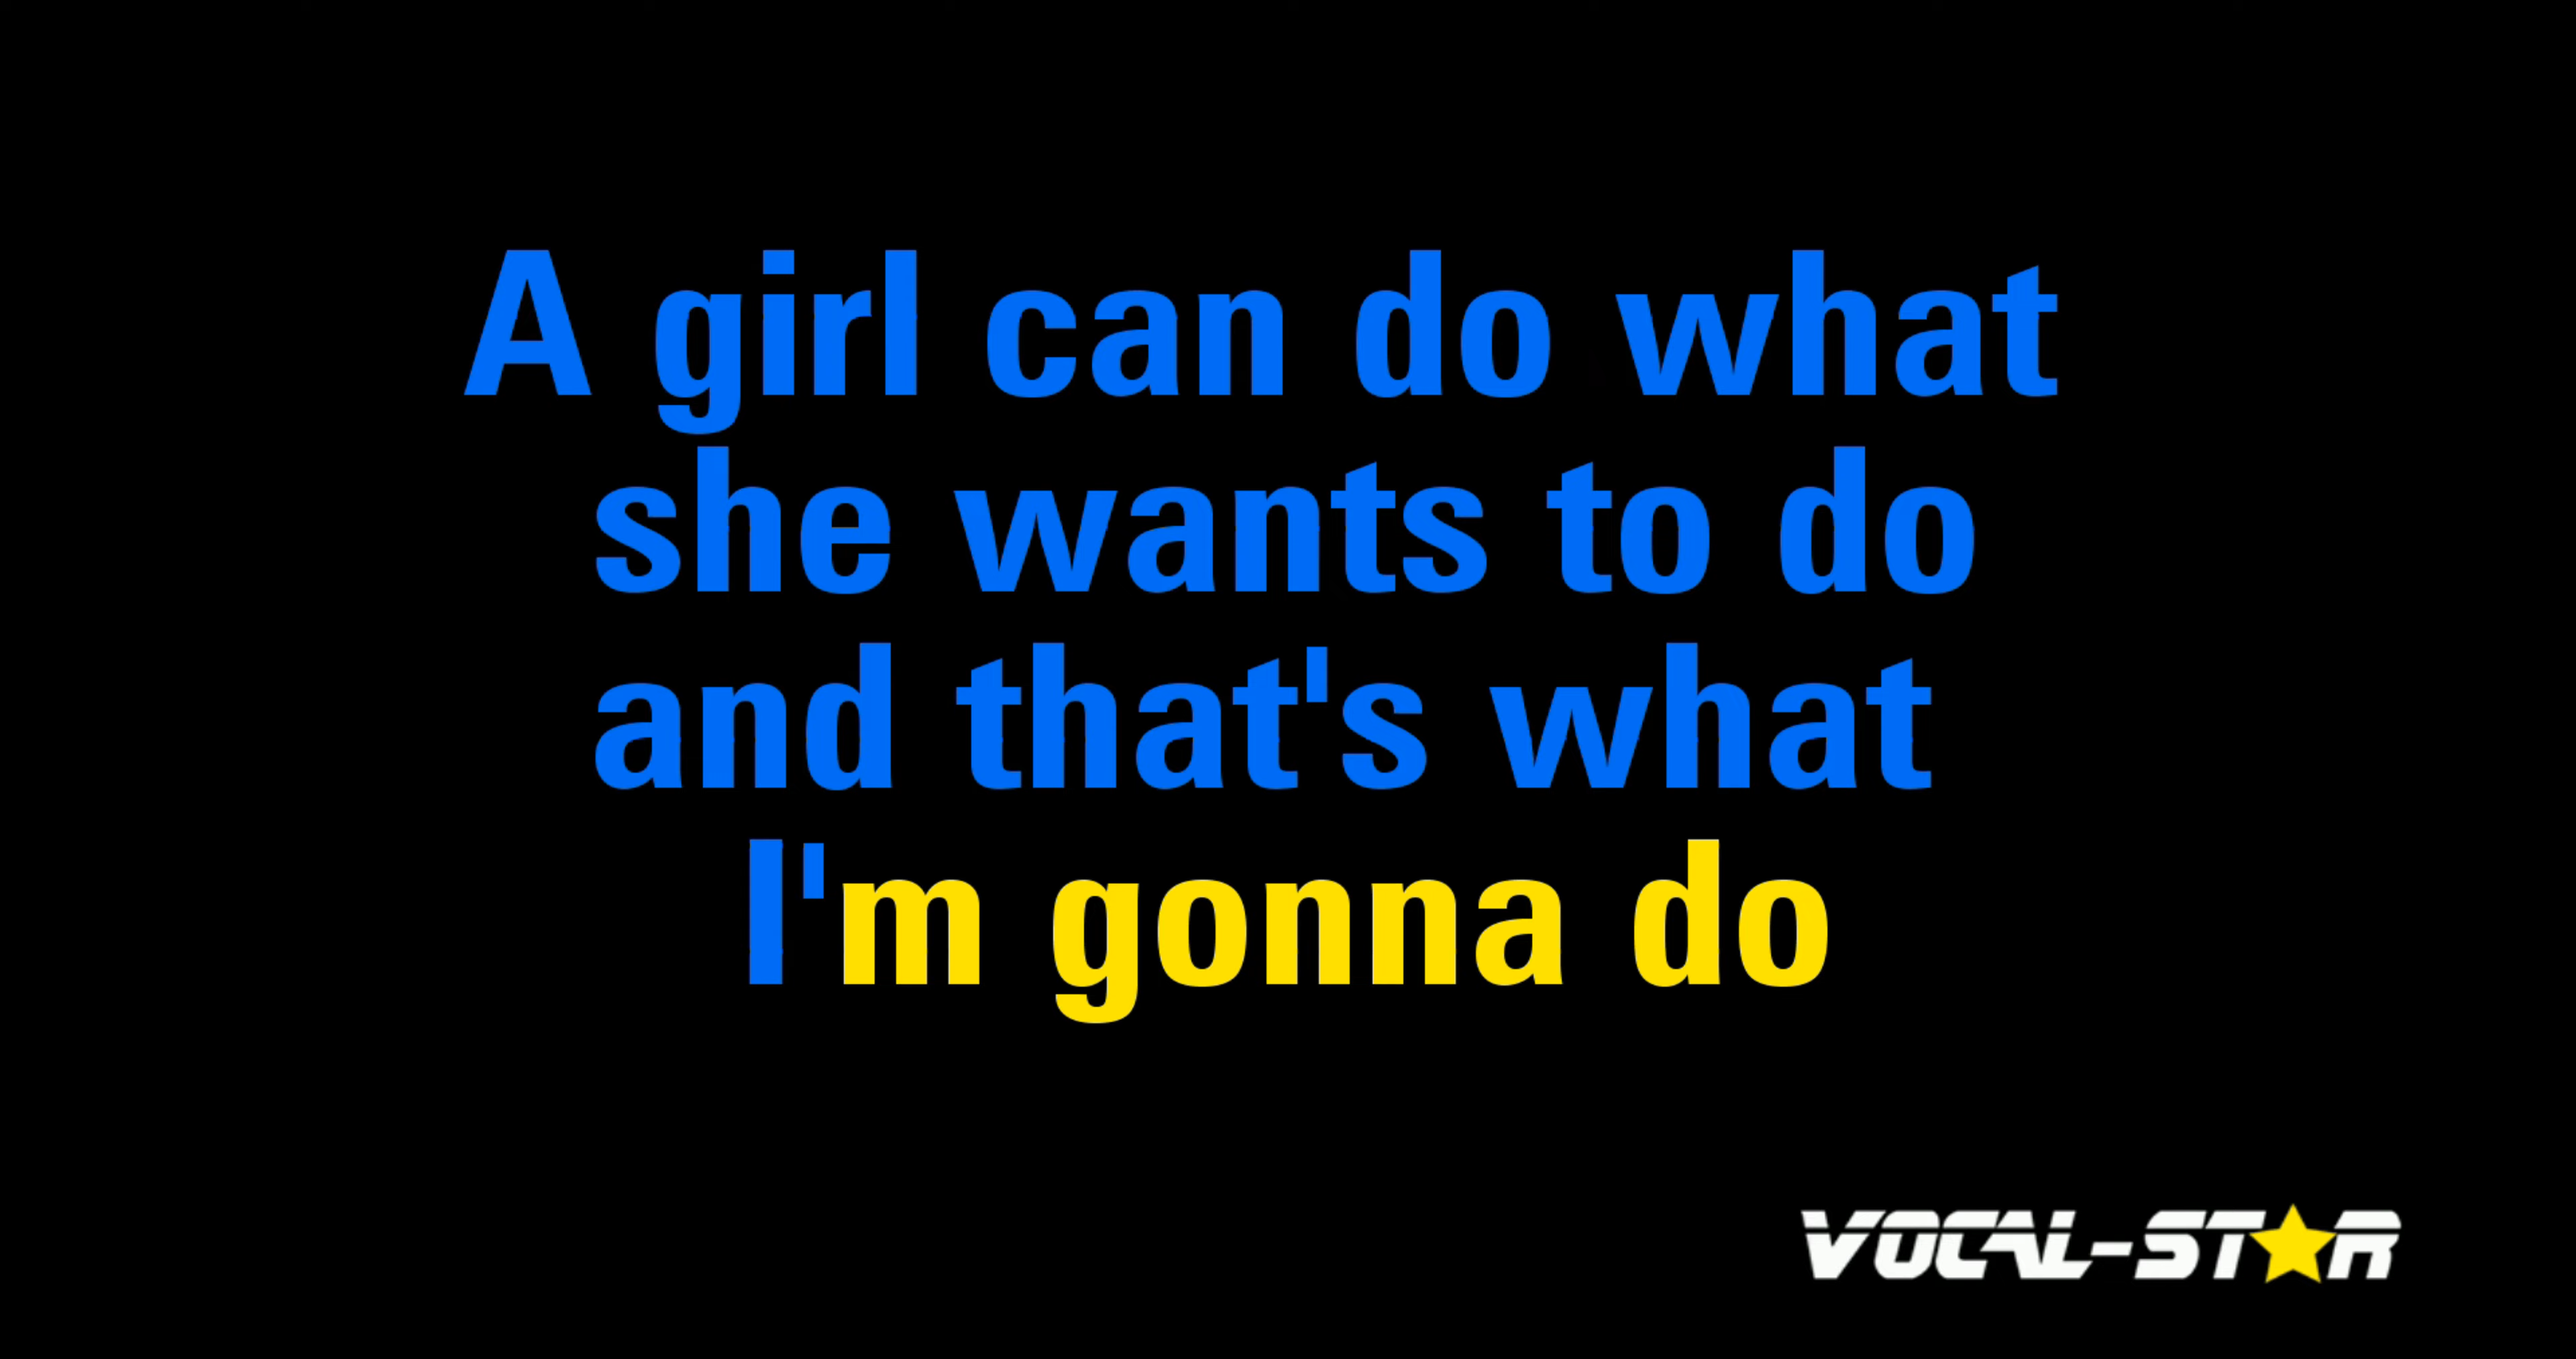 A girl can do what
she wants to do
and that's what
I'm gonna do
VOCAL-STAR